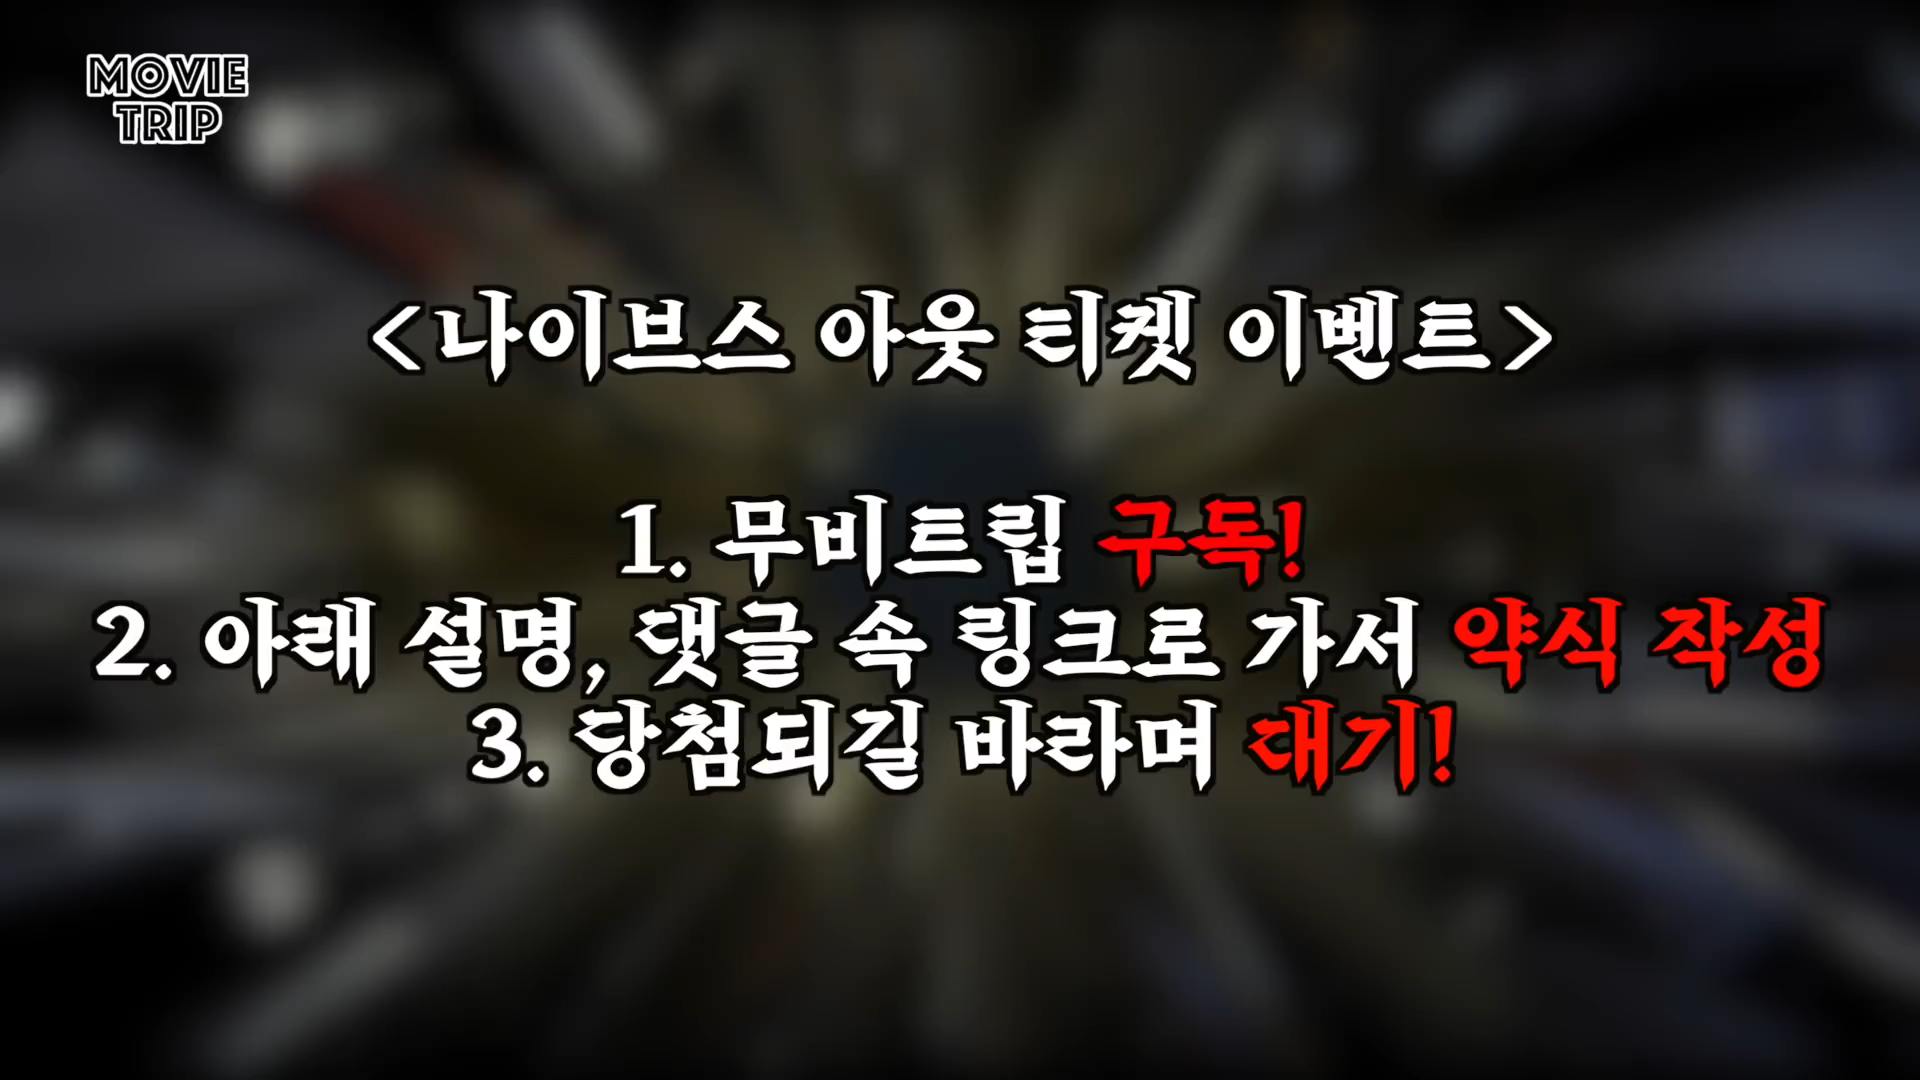 MOVIE
TRIP
<나이브스 아웃 티켓 이벤트>
1. 무비트립 구독!
2. 아래 설명, 댓글 속 링크로 가서 약식 작성
3. 당첨되길 바라며 대기!